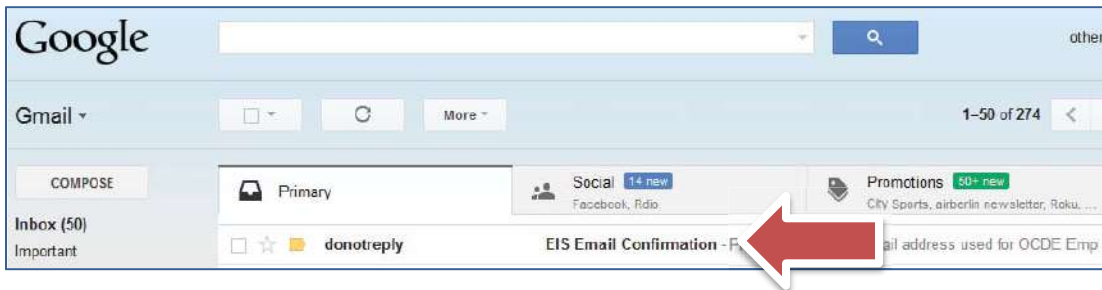 Google
other
Gmail
More
1–50 of 274
COMPOSE
Primary
Social 14 new
Facebook, Rdio
Promotions 50+ new
City Sports, airberlin newsletter, Roku, ...
Inbox (50)
Important
donotreply
EIS Email Confirmation -
address used for OCDE Emp